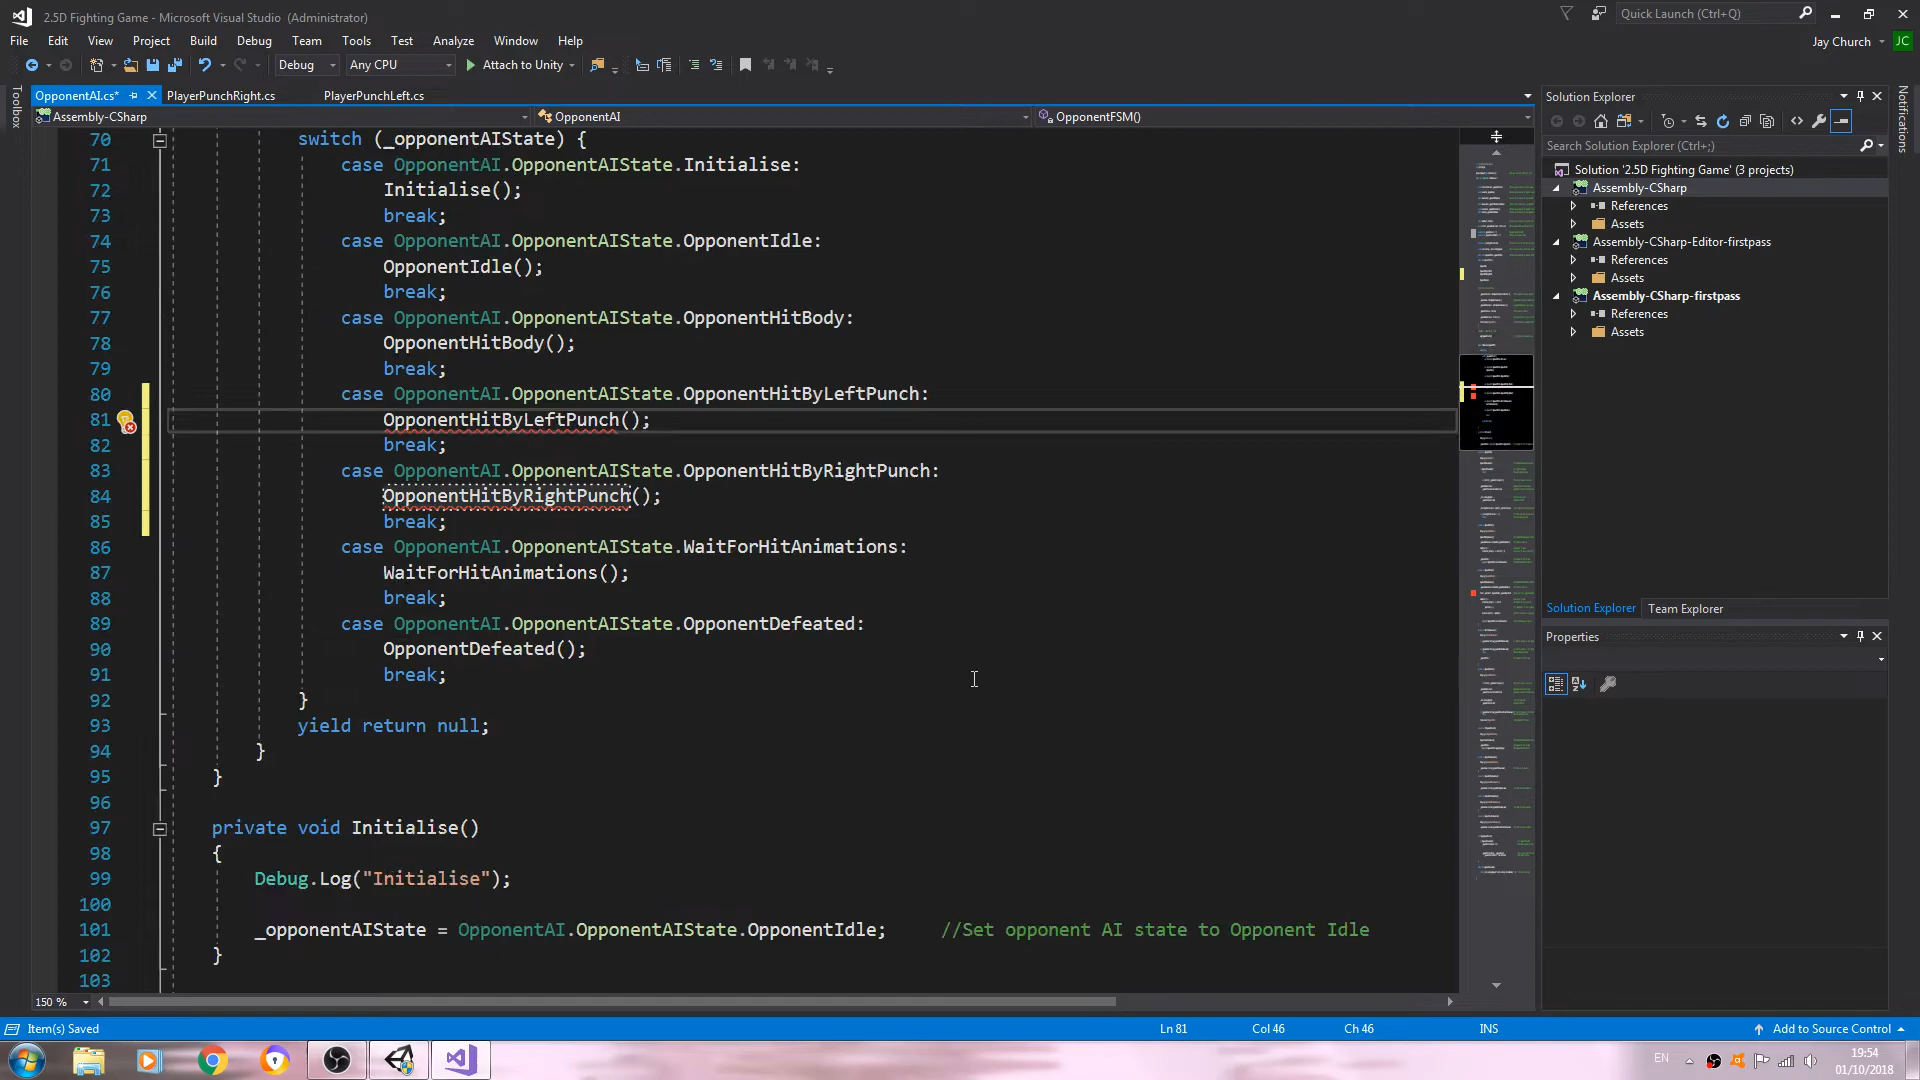 2.5D Fighting Game - Microsoft Visual Studio (Administrator)
Quick Launch (Ctrl+Q)
File Edit View Project Build Debug Team Tools Test Analyze Window Help
Jay Church JC
Debug Any CPU Attach to Unity
Toolbox
OpponentAI.cs* PlayerPunchRight.cs PlayerPunchLeft.cs
Assembly-CSharp OpponentAI OpponentFSM()
70 switch (_opponentAIState) {
71 case OpponentAI.OpponentAIState.Initialise:
72 Initialise();
73 break;
74 case OpponentAI.OpponentAIState.OpponentIdle:
75 OpponentIdle();
76 break;
77 case OpponentAI.OpponentAIState.OpponentHitBody:
78 OpponentHitBody();
79 break;
80 case OpponentAI.OpponentAIState.OpponentHitByLeftPunch:
81 OpponentHitByLeftPunch();
82 break;
83 case OpponentAI.OpponentAIState.OpponentHitByRightPunch:
84 OpponentHitByRightPunch();
85 break;
86 case OpponentAI.OpponentAIState.WaitForHitAnimations:
87 WaitForHitAnimations();
88 break;
89 case OpponentAI.OpponentAIState.OpponentDefeated:
90 OpponentDefeated();
91 break;
92 }
93 yield return null;
94 }
95 }
96
97 private void Initialise()
98 {
99 Debug.Log("Initialise");
100
101 _opponentAIState = OpponentAI.OpponentAIState.OpponentIdle; //Set opponent AI state to Opponent Idle
102 }
103
150 %
Solution Explorer
Search Solution Explorer (Ctrl+;)
Solution '2.5D Fighting Game' (3 projects)
Assembly-CSharp
References
Assets
Assembly-CSharp-Editor-firstpass
References
Assets
Assembly-CSharp-firstpass
References
Assets
Solution Explorer Team Explorer
Properties
Notifications
Item(s) Saved Ln 81 Col 46 Ch 46 INS Add to Source Control
EN
19:54
01/10/2018